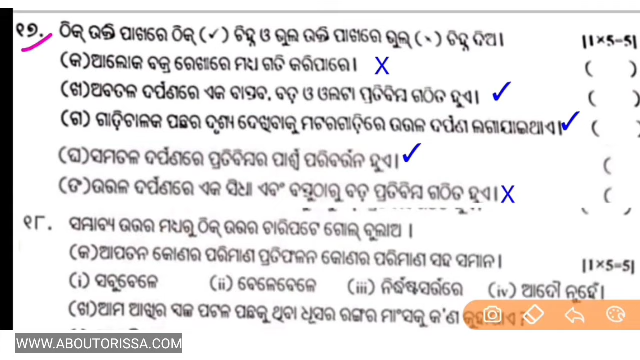 ୧୭. ଠିକ୍ ଉକ୍ତି ପାଖରେ ଠିକ୍ (✓) ଚିହ୍ନ ଓ ଭୁଲ ଉକ୍ତି ପାଖରେ ଭୁଲ୍ (×) ଚିହ୍ନ ଦିଅ। |1×5=5|
(କ) ଆଲୋକ ବକ୍ର ରେଖାରେ ମଧ୍ୟ ଗତି କରିପାରେ। X ( )
(ଖ) ଅବତଳ ଦର୍ପଣରେ ଏକ ବାସ୍ତବ, ବଡ଼ ଓ ଓଲଟା ପ୍ରତିବିମ୍ବ ଗଠିତ ହୁଏ। ✓ ( )
(ଗ) ଗାଡ଼ିଚାଳକ ପଛର ଦୃଶ୍ୟ ଦେଖିବାକୁ ମଟରଗାଡ଼ିରେ ଉତ୍ତଳ ଦର୍ପଣ ଲଗାଯାଇଥାଏ। ✓ (
(ଘ) ସମତଳ ଦର୍ପଣରେ ପ୍ରତିବିମ୍ବର ପାର୍ଶ୍ୱ ପରିବର୍ତ୍ତନ ହୁଏ। ✓ (
(ଙ) ଉତ୍ତଳ ଦର୍ପଣରେ ଏକ ସିଧା ଏବଂ ବସ୍ତୁଠାରୁ ବଡ଼ ପ୍ରତିବିମ୍ବ ଗଠିତ ହୁଏ। X (
୧୮. ସମ୍ଭାବ୍ୟ ଉତ୍ତର ମଧ୍ୟରୁ ଠିକ୍ ଉତ୍ତର ଚାରିପଟେ ଗୋଲ୍ ବୁଲାଅ ।
(କ) ଆପତନ କୋଣର ପରିମାଣ ପ୍ରତିଫଳନ କୋଣର ପରିମାଣ ସହ ସମାନ। |1×5=5|
(i) ସବୁବେଳେ (ii) ବେଳେବେଳେ (iii) ନିର୍ଦ୍ଧିଷ୍ଟସର୍ତ୍ତରେ (iv) ଆଦୌ ନୁହେଁ।
(ଖ) ଆମ ଆଖିର ସ୍ୱଚ୍ଛ ପଟଳ ପଛକୁ ଥିବା ଧୂସର ରଙ୍ଗର ମାଂସକୁ କ'ଣ
WWW.ABOUTORISSA.COM